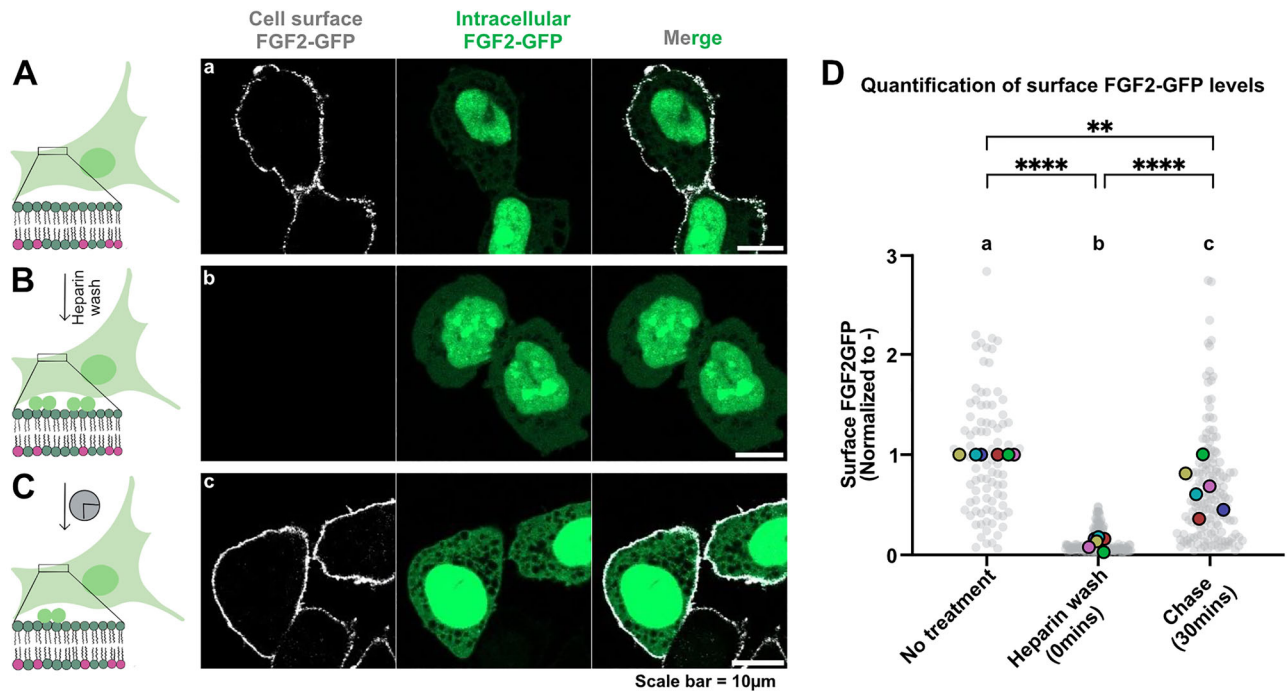 Cell surface
FGF2-GFP
Intracellular
FGF2-GFP
Merge
A
a
B
Heparin
wash
b
C
c
Scale bar = 10µm
D
Quantification of surface FGF2-GFP levels
**
**** ****
a b c
Surface FGF2GFP
(Normalized to -)
3
2
1
0
No treatment
Heparin wash
(0mins)
Chase
(30mins)